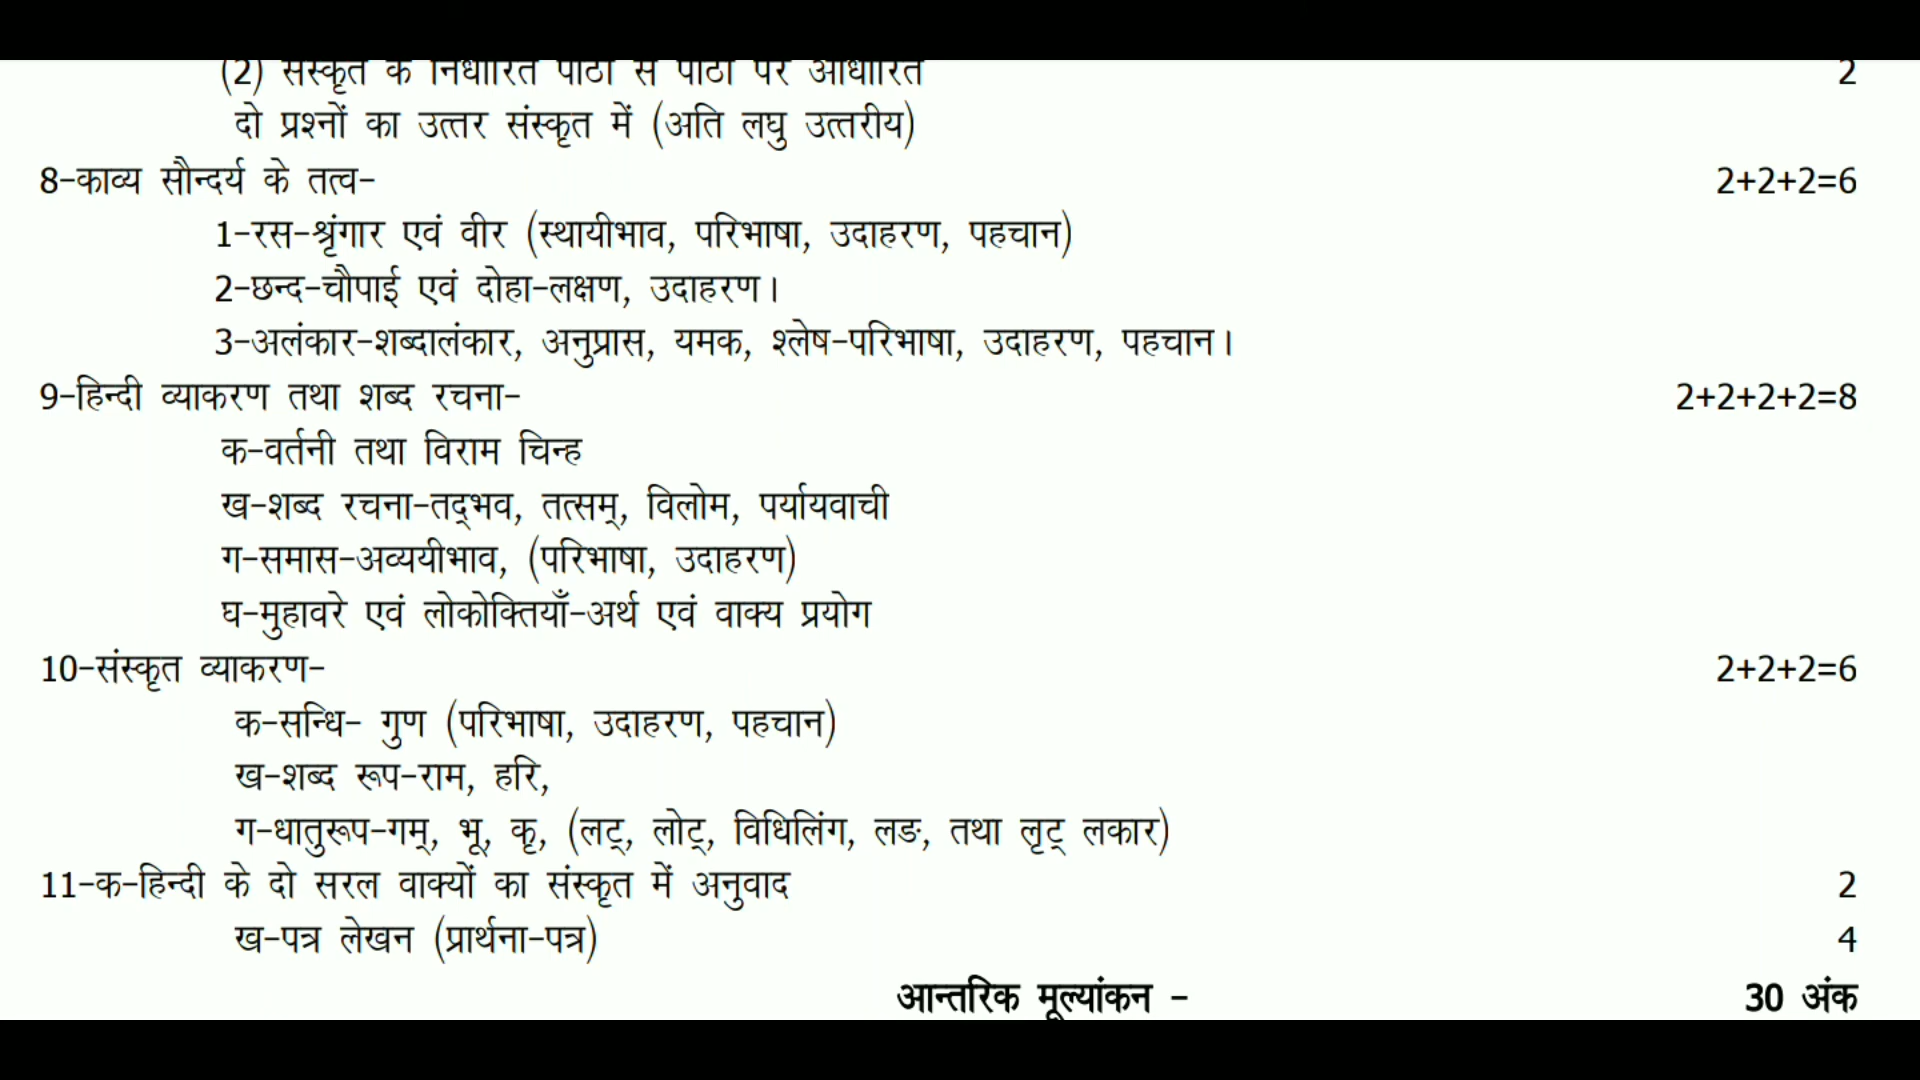 (2) संस्कृत के निर्धारित पाठों से पाठों पर आधारित 2
दो प्रश्नों का उत्तर संस्कृत में (अति लघु उत्तरीय)
8-काव्य सौन्दर्य के तत्व- 2+2+2=6
1-रस-श्रृंगार एवं वीर (स्थायीभाव, परिभाषा, उदाहरण, पहचान)
2-छन्द-चौपाई एवं दोहा-लक्षण, उदाहरण।
3-अलंकार-शब्दालंकार, अनुप्रास, यमक, श्लेष-परिभाषा, उदाहरण, पहचान।
9-हिन्दी व्याकरण तथा शब्द रचना- 2+2+2+2=8
क-वर्तनी तथा विराम चिन्ह
ख-शब्द रचना-तद्‌भव, तत्सम्, विलोम, पर्यायवाची
ग-समास-अव्ययीभाव, (परिभाषा, उदाहरण)
घ-मुहावरे एवं लोकोक्तियाँ-अर्थ एवं वाक्य प्रयोग
10-संस्कृत व्याकरण- 2+2+2=6
क-सन्धि- गुण (परिभाषा, उदाहरण, पहचान)
ख-शब्द रूप-राम, हरि,
ग-धातुरूप-गम्, भू, कृ, (लट्, लोट्, विधिलिंग, लङ, तथा लृट् लकार)
11-क-हिन्दी के दो सरल वाक्यों का संस्कृत में अनुवाद 2
ख-पत्र लेखन (प्रार्थना-पत्र) 4
आन्तरिक मूल्यांकन - 30 अंक